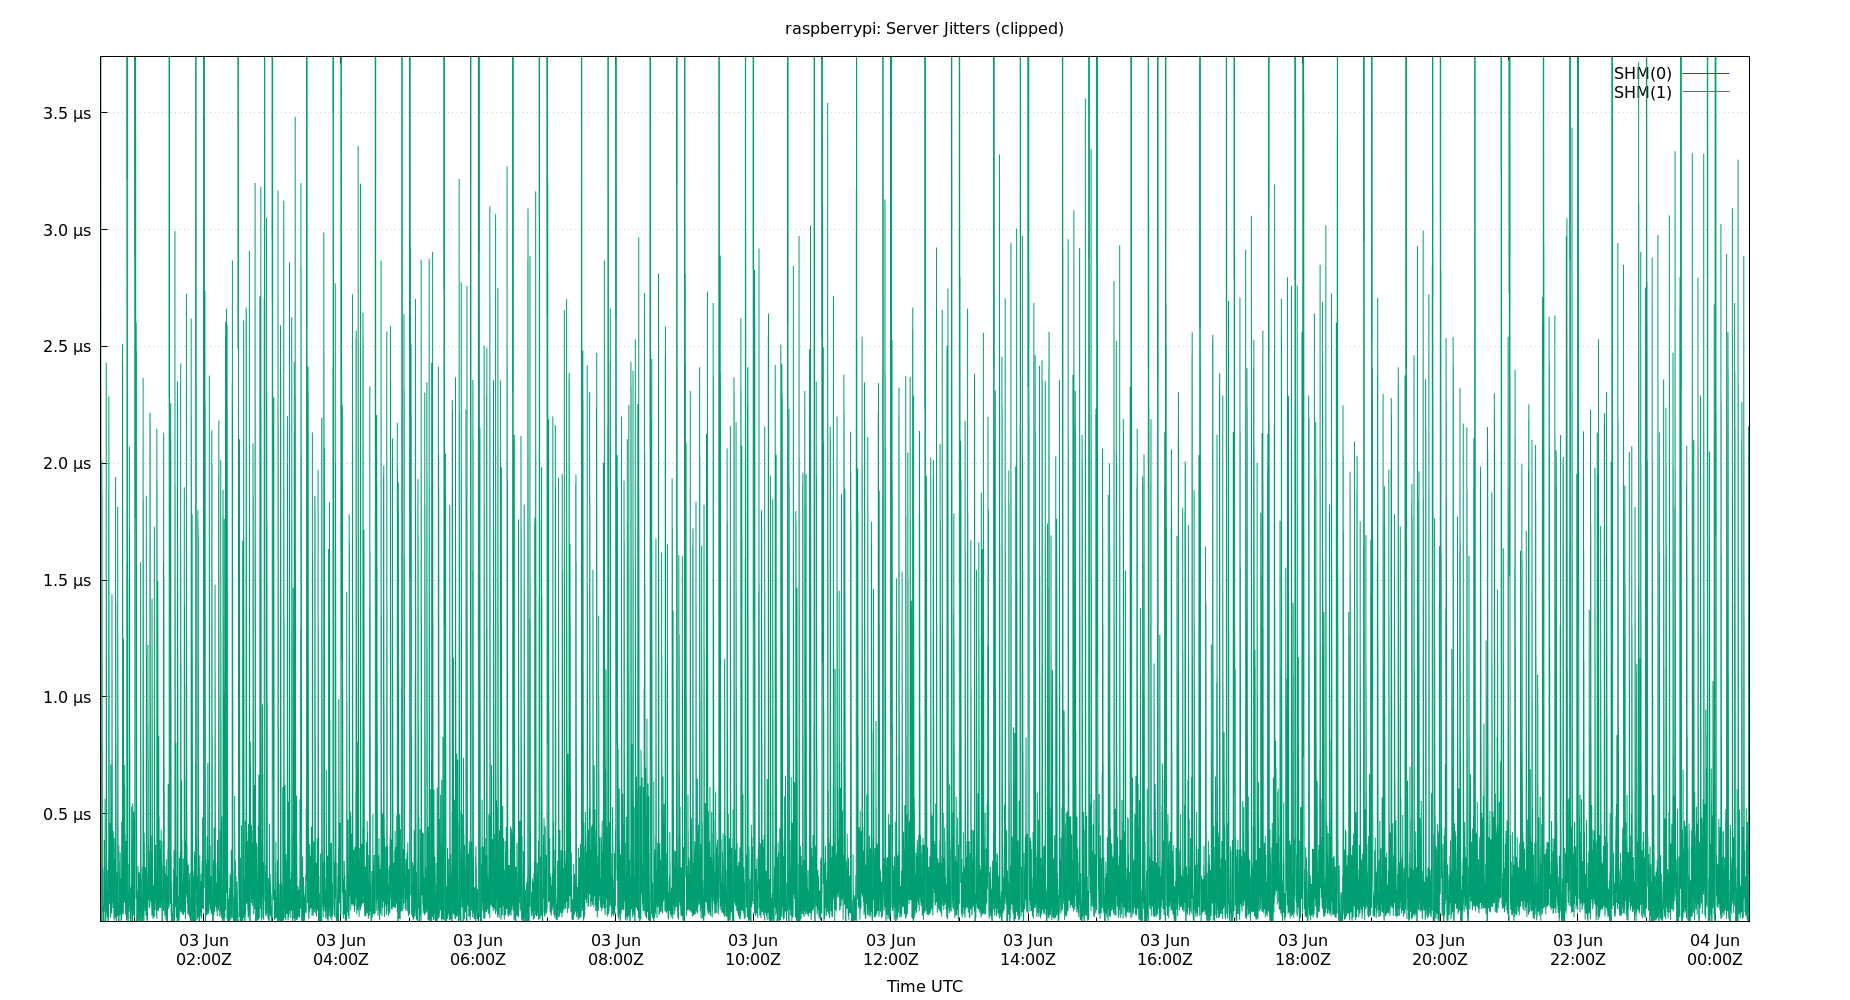 raspberrypi: Server Jitters (clipped)
SHM(0)
SHM(1)
3.5 µs
3.0 µs
2.5 µs
2.0 µs
1.5 µs
1.0 µs
0.5 µs
03 Jun 03 Jun 03 Jun 03 Jun 03 Jun 03 Jun 03 Jun 03 Jun 03 Jun 03 Jun 03 Jun 04 Jun
02:00Z 04:00Z 06:00Z 08:00Z 10:00Z 12:00Z 14:00Z 16:00Z 18:00Z 20:00Z 22:00Z 00:00Z
Time UTC